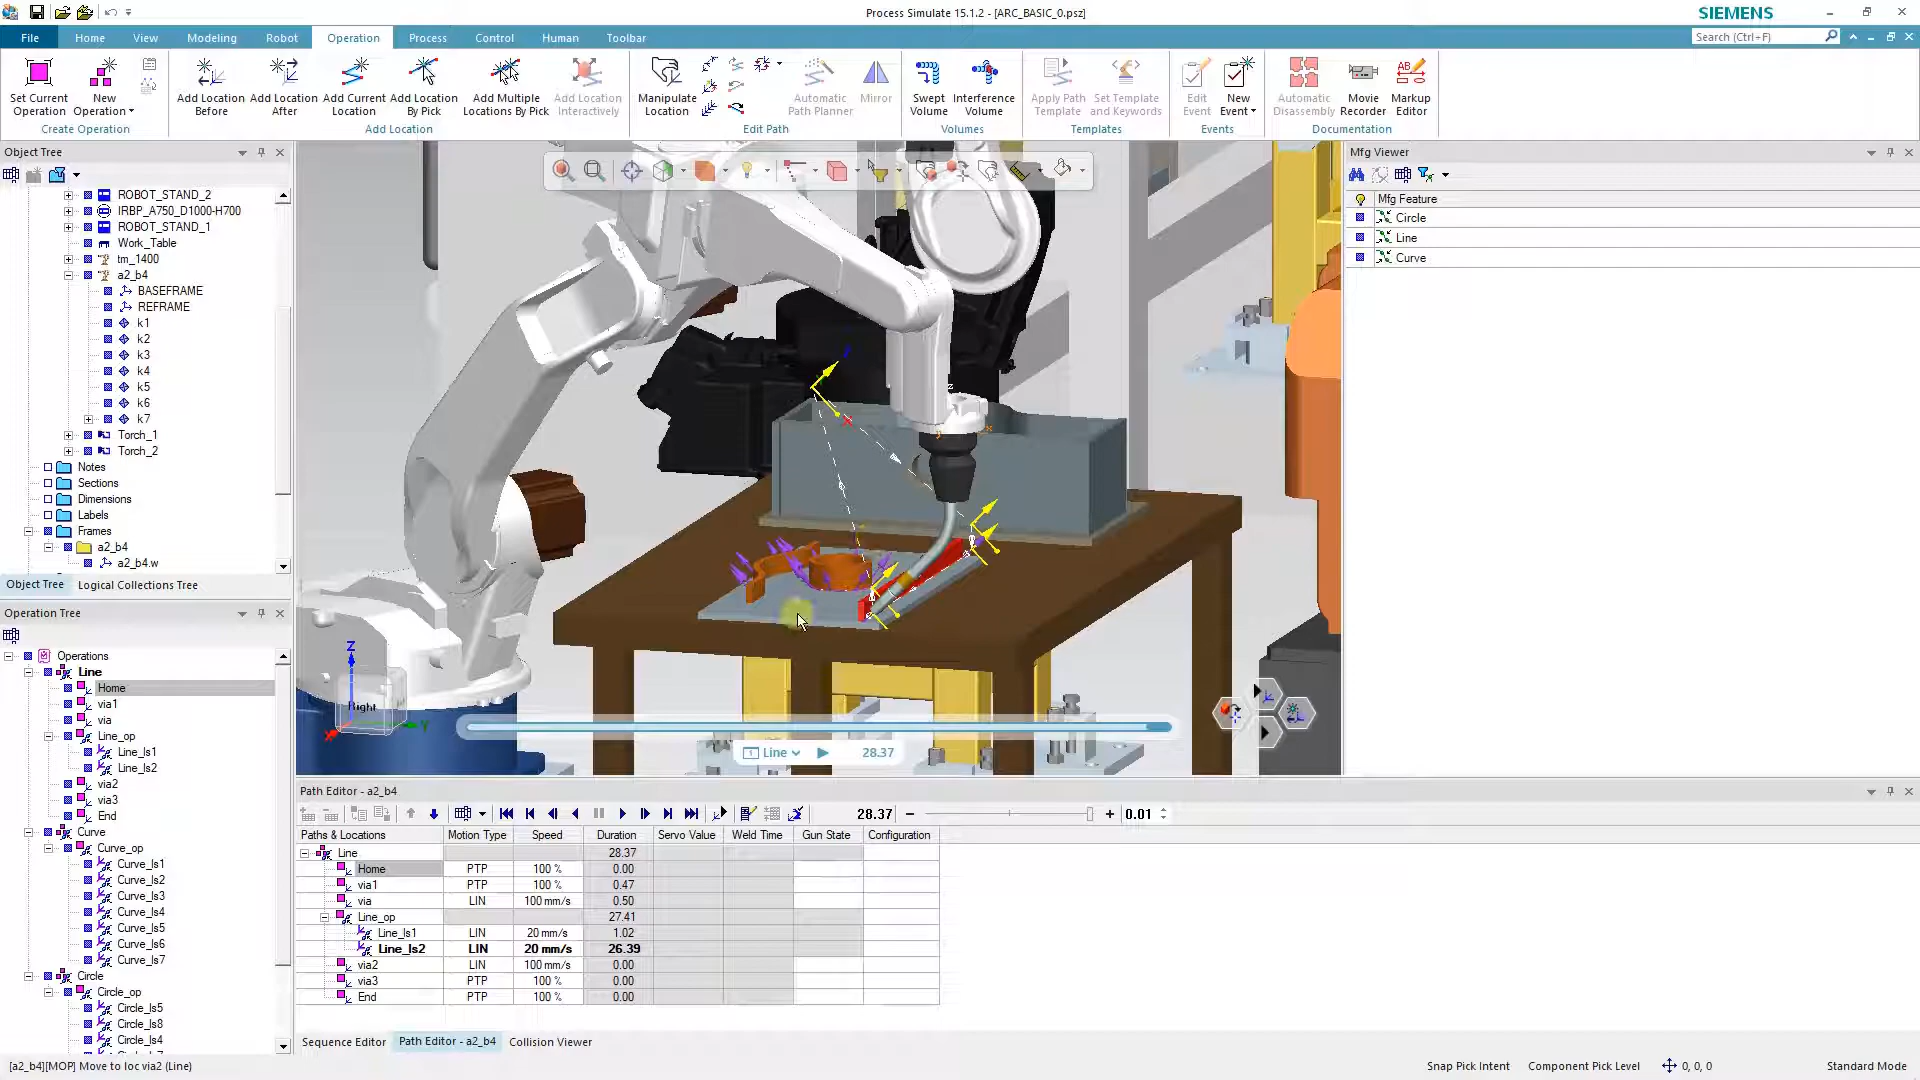 Process Simulate 15.1.2 - [ARC_BASIC_0.psz]
SIEMENS
File Home View Modeling Robot Operation Process Control Human Toolbar
Search (Ctrl+F)
Set Current Operation
New Operation
Add Location Before
Add Location After
Add Current Location
Add Location By Pick
Add Multiple Locations By Pick
Add Location Interactively
Manipulate Location
Automatic Path Planner
Mirror
Swept Volume
Interference Volume
Apply Path Template
Set Template and Keywords
Edit Event
New Event
Automatic Disassembly
Movie Recorder
Markup Editor
Create Operation
Add Location
Edit Path
Volumes
Templates
Events
Documentation
Object Tree
ROBOT_STAND_2
IRBP_A750_D1000-H700
ROBOT_STAND_1
Work_Table
tm_1400
a2_b4
BASEFRAME
REFRAME
k1
k2
k3
k4
k5
k6
k7
Torch_1
Torch_2
Notes
Sections
Dimensions
Labels
Frames
a2_b4
a2_b4.w
Object Tree Logical Collections Tree
Operation Tree
Operations
Line
Home
via1
via
Line_op
Line_ls1
Line_ls2
via2
via3
End
Curve
Curve_op
Curve_ls1
Curve_ls2
Curve_ls3
Curve_ls4
Curve_ls5
Curve_ls6
Curve_ls7
Circle
Circle_op
Circle_ls5
Circle_ls8
Circle_ls4
Z
Right
Y
X
Line 28.37
Mfg Viewer
Mfg Feature
Circle
Line
Curve
Path Editor - a2_b4
28.37 0.01
Paths & Locations Motion Type Speed Duration Servo Value Weld Time Gun State Configuration
Line 28.37
Home PTP 100 % 0.00
via1 PTP 100 % 0.47
via LIN 100 mm/s 0.50
Line_op 27.41
Line_ls1 LIN 20 mm/s 1.02
Line_ls2 LIN 20 mm/s 26.39
via2 LIN 100 mm/s 0.00
via3 PTP 100 % 0.00
End PTP 100 % 0.00
Sequence Editor Path Editor - a2_b4 Collision Viewer
[a2_b4][MOP] Move to loc via2 (Line)
Snap Pick Intent Component Pick Level 0, 0, 0 Standard Mode